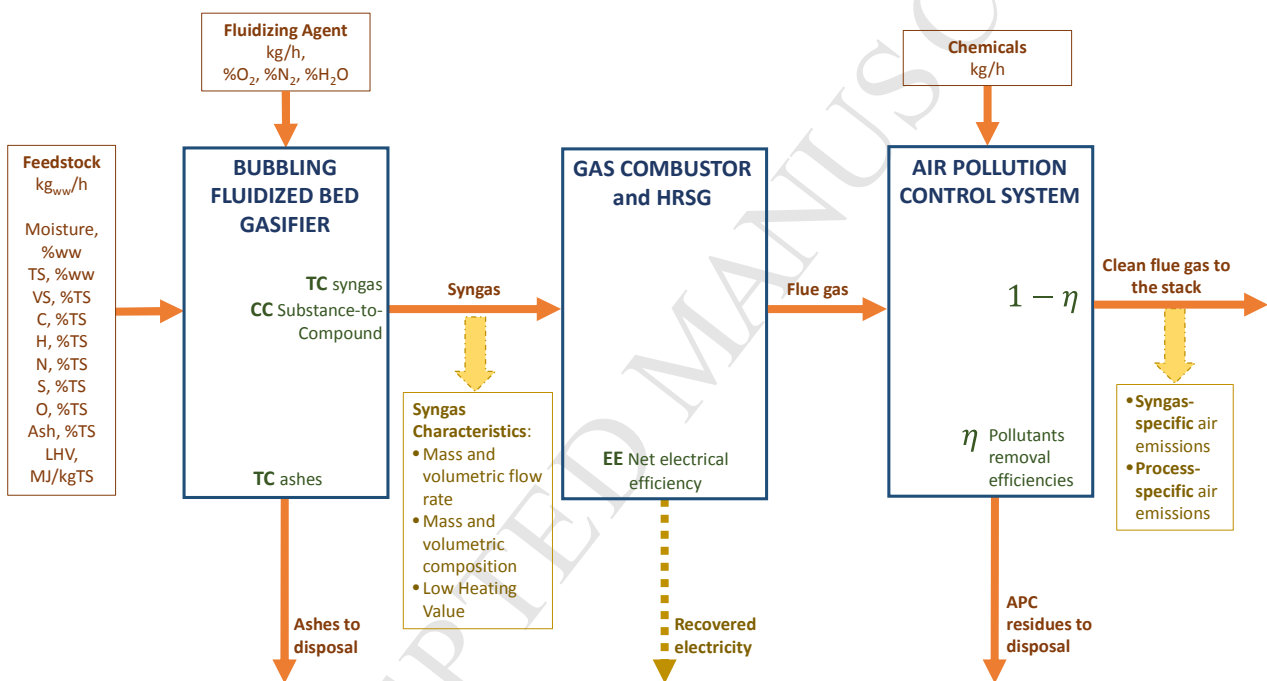 Fluidizing Agent
kg/h,
%O₂, %N₂, %H₂O
Chemicals
kg/h
Feedstock
kg_ww/h
Moisture,
%ww
TS, %ww
VS, %TS
C, %TS
H, %TS
N, %TS
S, %TS
O, %TS
Ash, %TS
LHV,
MJ/kgTS
BUBBLING
FLUIDIZED BED
GASIFIER
TC syngas
CC Substance-to-
Compound
TC ashes
Ashes to
disposal
Syngas
Syngas
Characteristics:
• Mass and
volumetric flow
rate
• Mass and
volumetric
composition
• Low Heating
Value
GAS COMBUSTOR
and HRSG
EE Net electrical
efficiency
Recovered
electricity
Flue gas
AIR POLLUTION
CONTROL SYSTEM
1 − η
η Pollutants
removal
efficiencies
APC
residues to
disposal
Clean flue gas to
the stack
• Syngas-
specific air
emissions
• Process-
specific air
emissions
PTED MANUSC